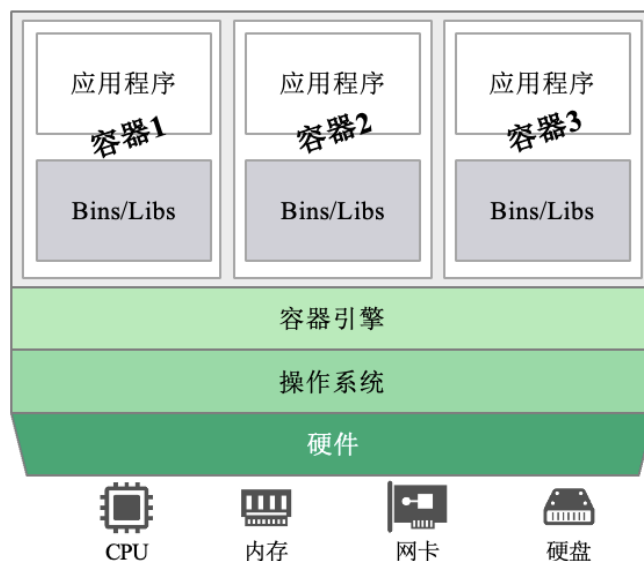 应用程序 应用程序 应用程序
容器1 容器2 容器3
Bins/Libs Bins/Libs Bins/Libs
容器引擎
操作系统
硬件
CPU 内存 网卡 硬盘